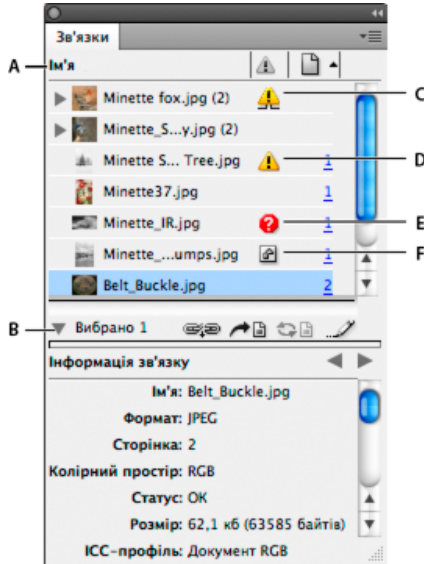 Зв'язки
A Ім'я
Minette fox.jpg (2) C
Minette_S...y.jpg (2)
Minette S... Tree.jpg 1 D
Minette37.jpg 1
Minette_IR.jpg 1 E
Minette_...umps.jpg 1 F
Belt_Buckle.jpg 2
B Вибрано 1
Інформація зв'язку
Ім'я: Belt_Buckle.jpg
Формат: JPEG
Сторінка: 2
Колірний простір: RGB
Статус: OK
Розмір: 62,1 кб (63585 байтів)
ICC-профіль: Документ RGB